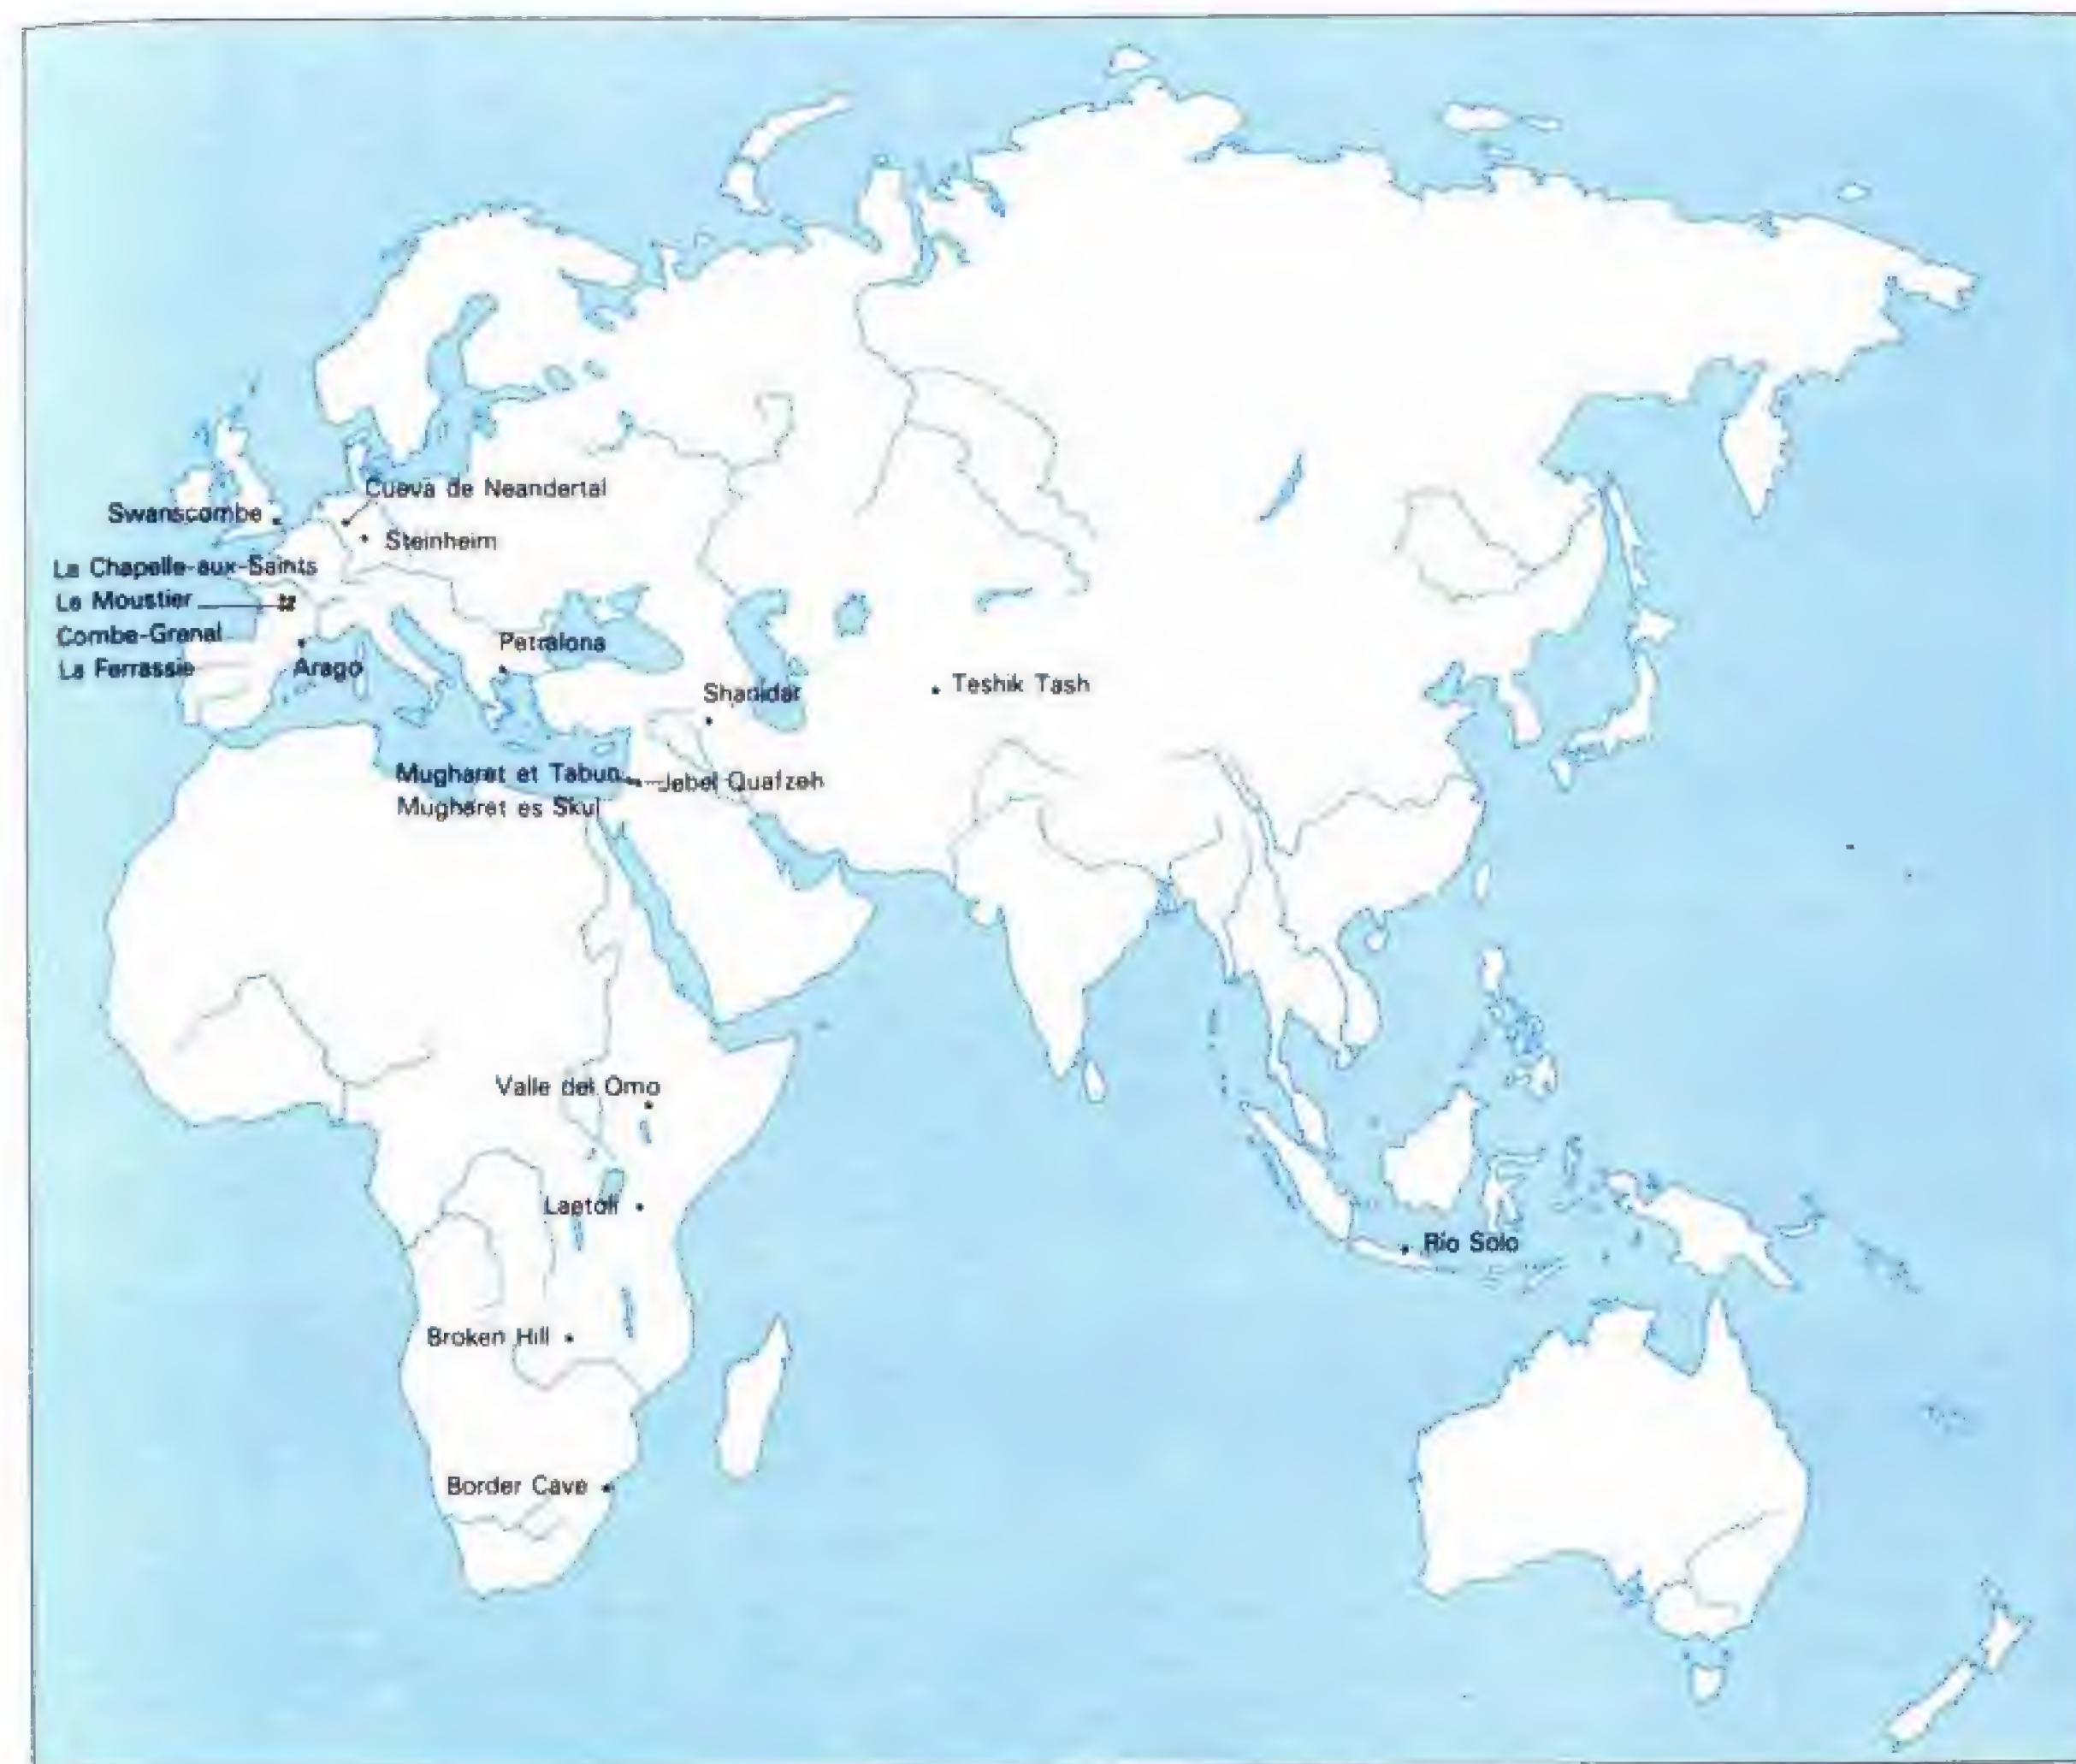 Cueva de Neandertal
Swanscombe
Steinheim
La Chapelle-aux-Saints
Le Moustier
Combe-Grenal
La Ferrassie
Arago
Petralona
Shanidar
Teshik Tash
Mugharet et Tabun
Jebel Quafzeh
Mugharet es Skul
Valle del Omo
Laetoli
Río Solo
Broken Hill
Border Cave